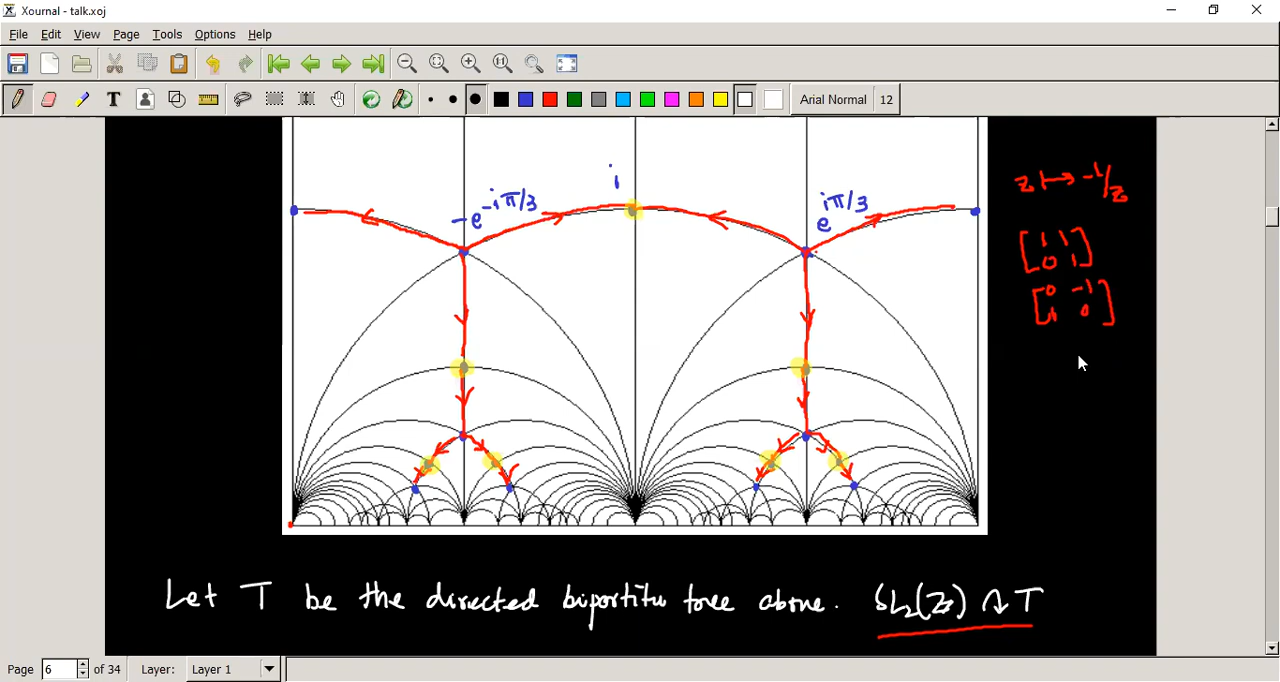 Xournal - talk.xoj
File Edit View Page Tools Options Help
Arial Normal 12
i
-e^{-iπ/3}
e^{iπ/3}
z ↦ -1/z
[1 1
0 1]
[0 -1
1 0]
Let T be the directed bipartite tree above. SL₂(ℤ) ↷ T
Page 6 of 34 Layer: Layer 1